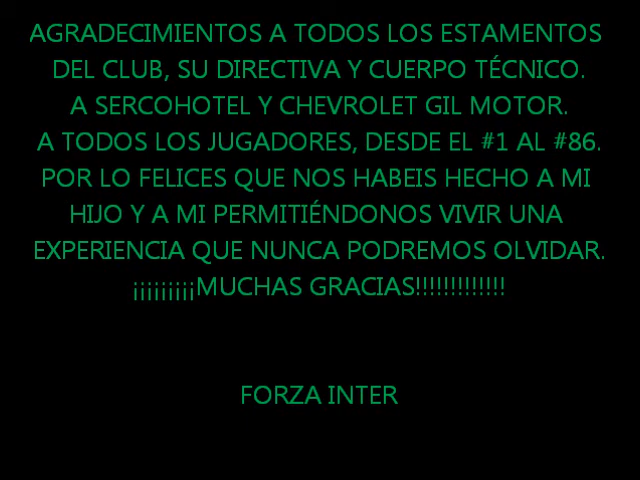 AGRADECIMIENTOS A TODOS LOS ESTAMENTOS
DEL CLUB, SU DIRECTIVA Y CUERPO TÉCNICO.
A SERCOHOTEL Y CHEVROLET GIL MOTOR.
A TODOS LOS JUGADORES, DESDE EL #1 AL #86.
POR LO FELICES QUE NOS HABEIS HECHO A MI
HIJO Y A MI PERMITIÉNDONOS VIVIR UNA
EXPERIENCIA QUE NUNCA PODREMOS OLVIDAR.
¡¡¡¡¡¡¡¡¡MUCHAS GRACIAS!!!!!!!!!!!!!
FORZA INTER